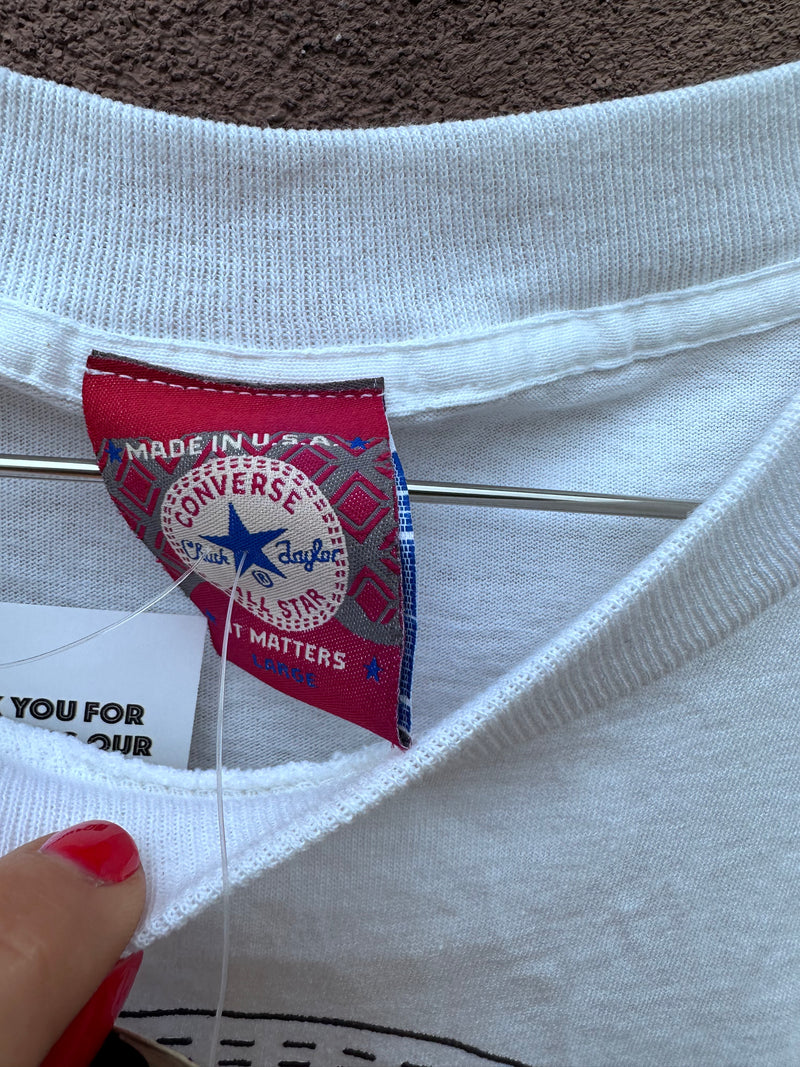 MADE IN U.S.A.
CONVERSE
Chuck Taylor
®
ALL STAR
MATTERS
LARGE
YOU FOR
OUR